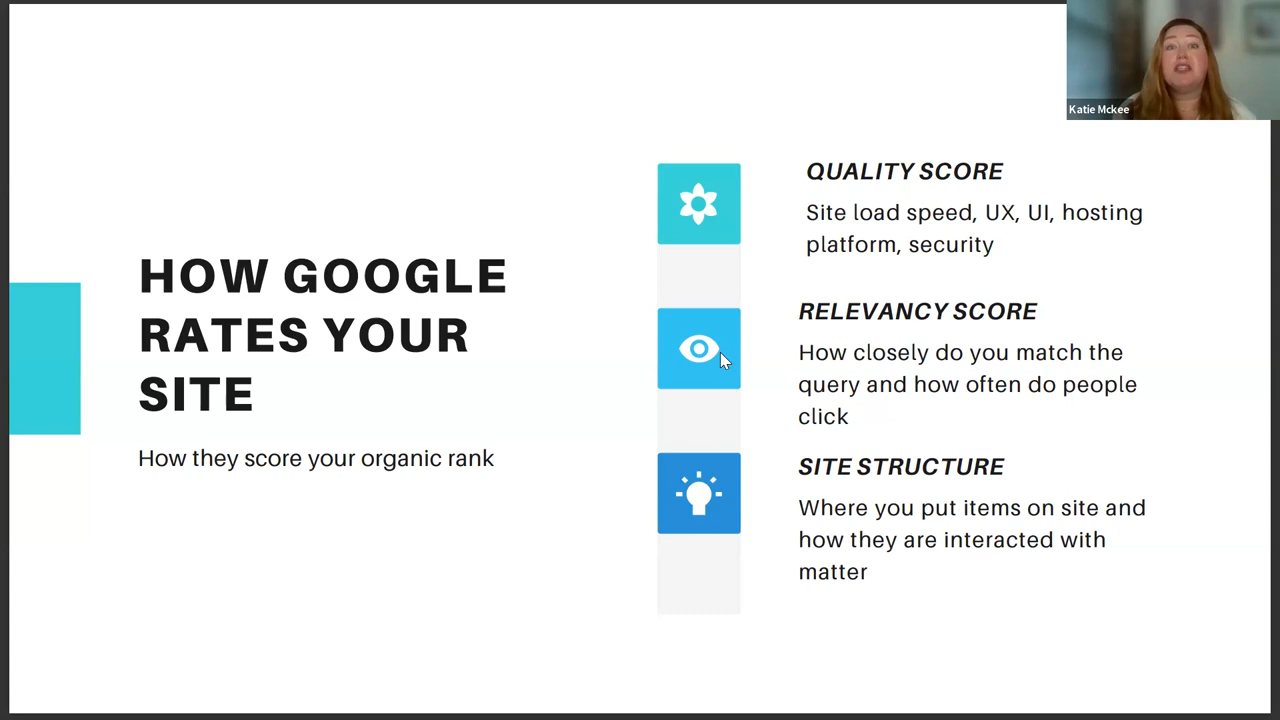 Katie Mckee
HOW GOOGLE
RATES YOUR
SITE
How they score your organic rank
QUALITY SCORE
Site load speed, UX, UI, hosting
platform, security
RELEVANCY SCORE
How closely do you match the
query and how often do people
click
SITE STRUCTURE
Where you put items on site and
how they are interacted with
matter